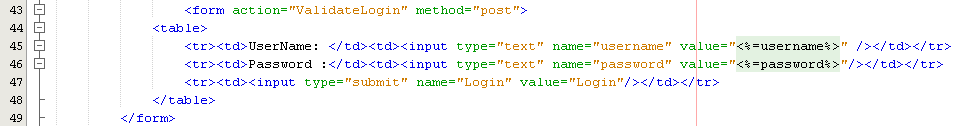 43 <form action="ValidateLogin" method="post">
44 <table>
45 <tr><td>UserName: </td><td><input type="text" name="username" value="<%=username%>" /></td></tr>
46 <tr><td>Password :</td><td><input type="text" name="password" value="<%=password%>"/></td></tr>
47 <tr><td><input type="submit" name="Login" value="Login"/></td></tr>
48 </table>
49 </form>